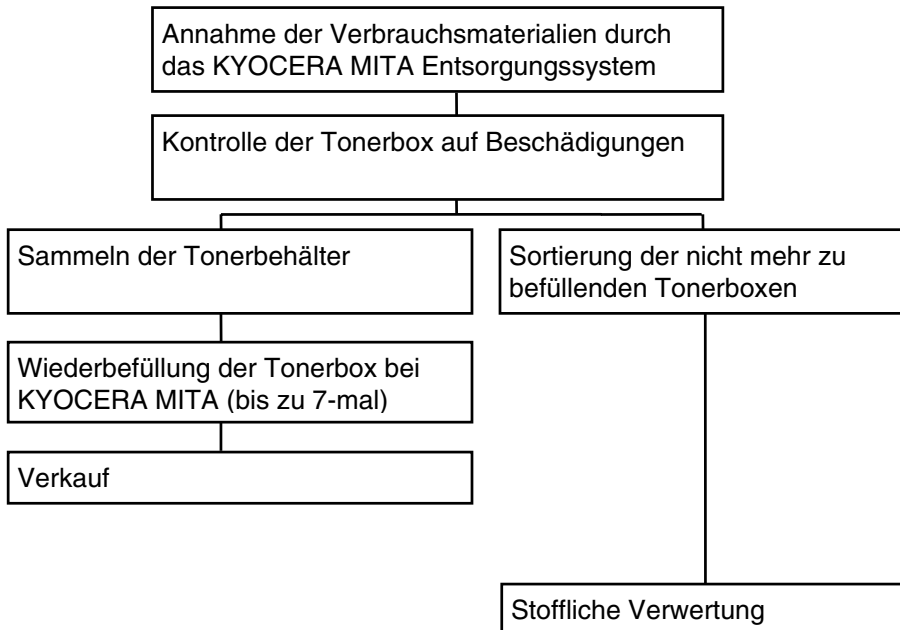 Annahme der Verbrauchsmaterialien durch
das KYOCERA MITA Entsorgungssystem
Kontrolle der Tonerbox auf Beschädigungen
Sammeln der Tonerbehälter
Sortierung der nicht mehr zu
befüllenden Tonerboxen
Wiederbefüllung der Tonerbox bei
KYOCERA MITA (bis zu 7-mal)
Verkauf
Stoffliche Verwertung